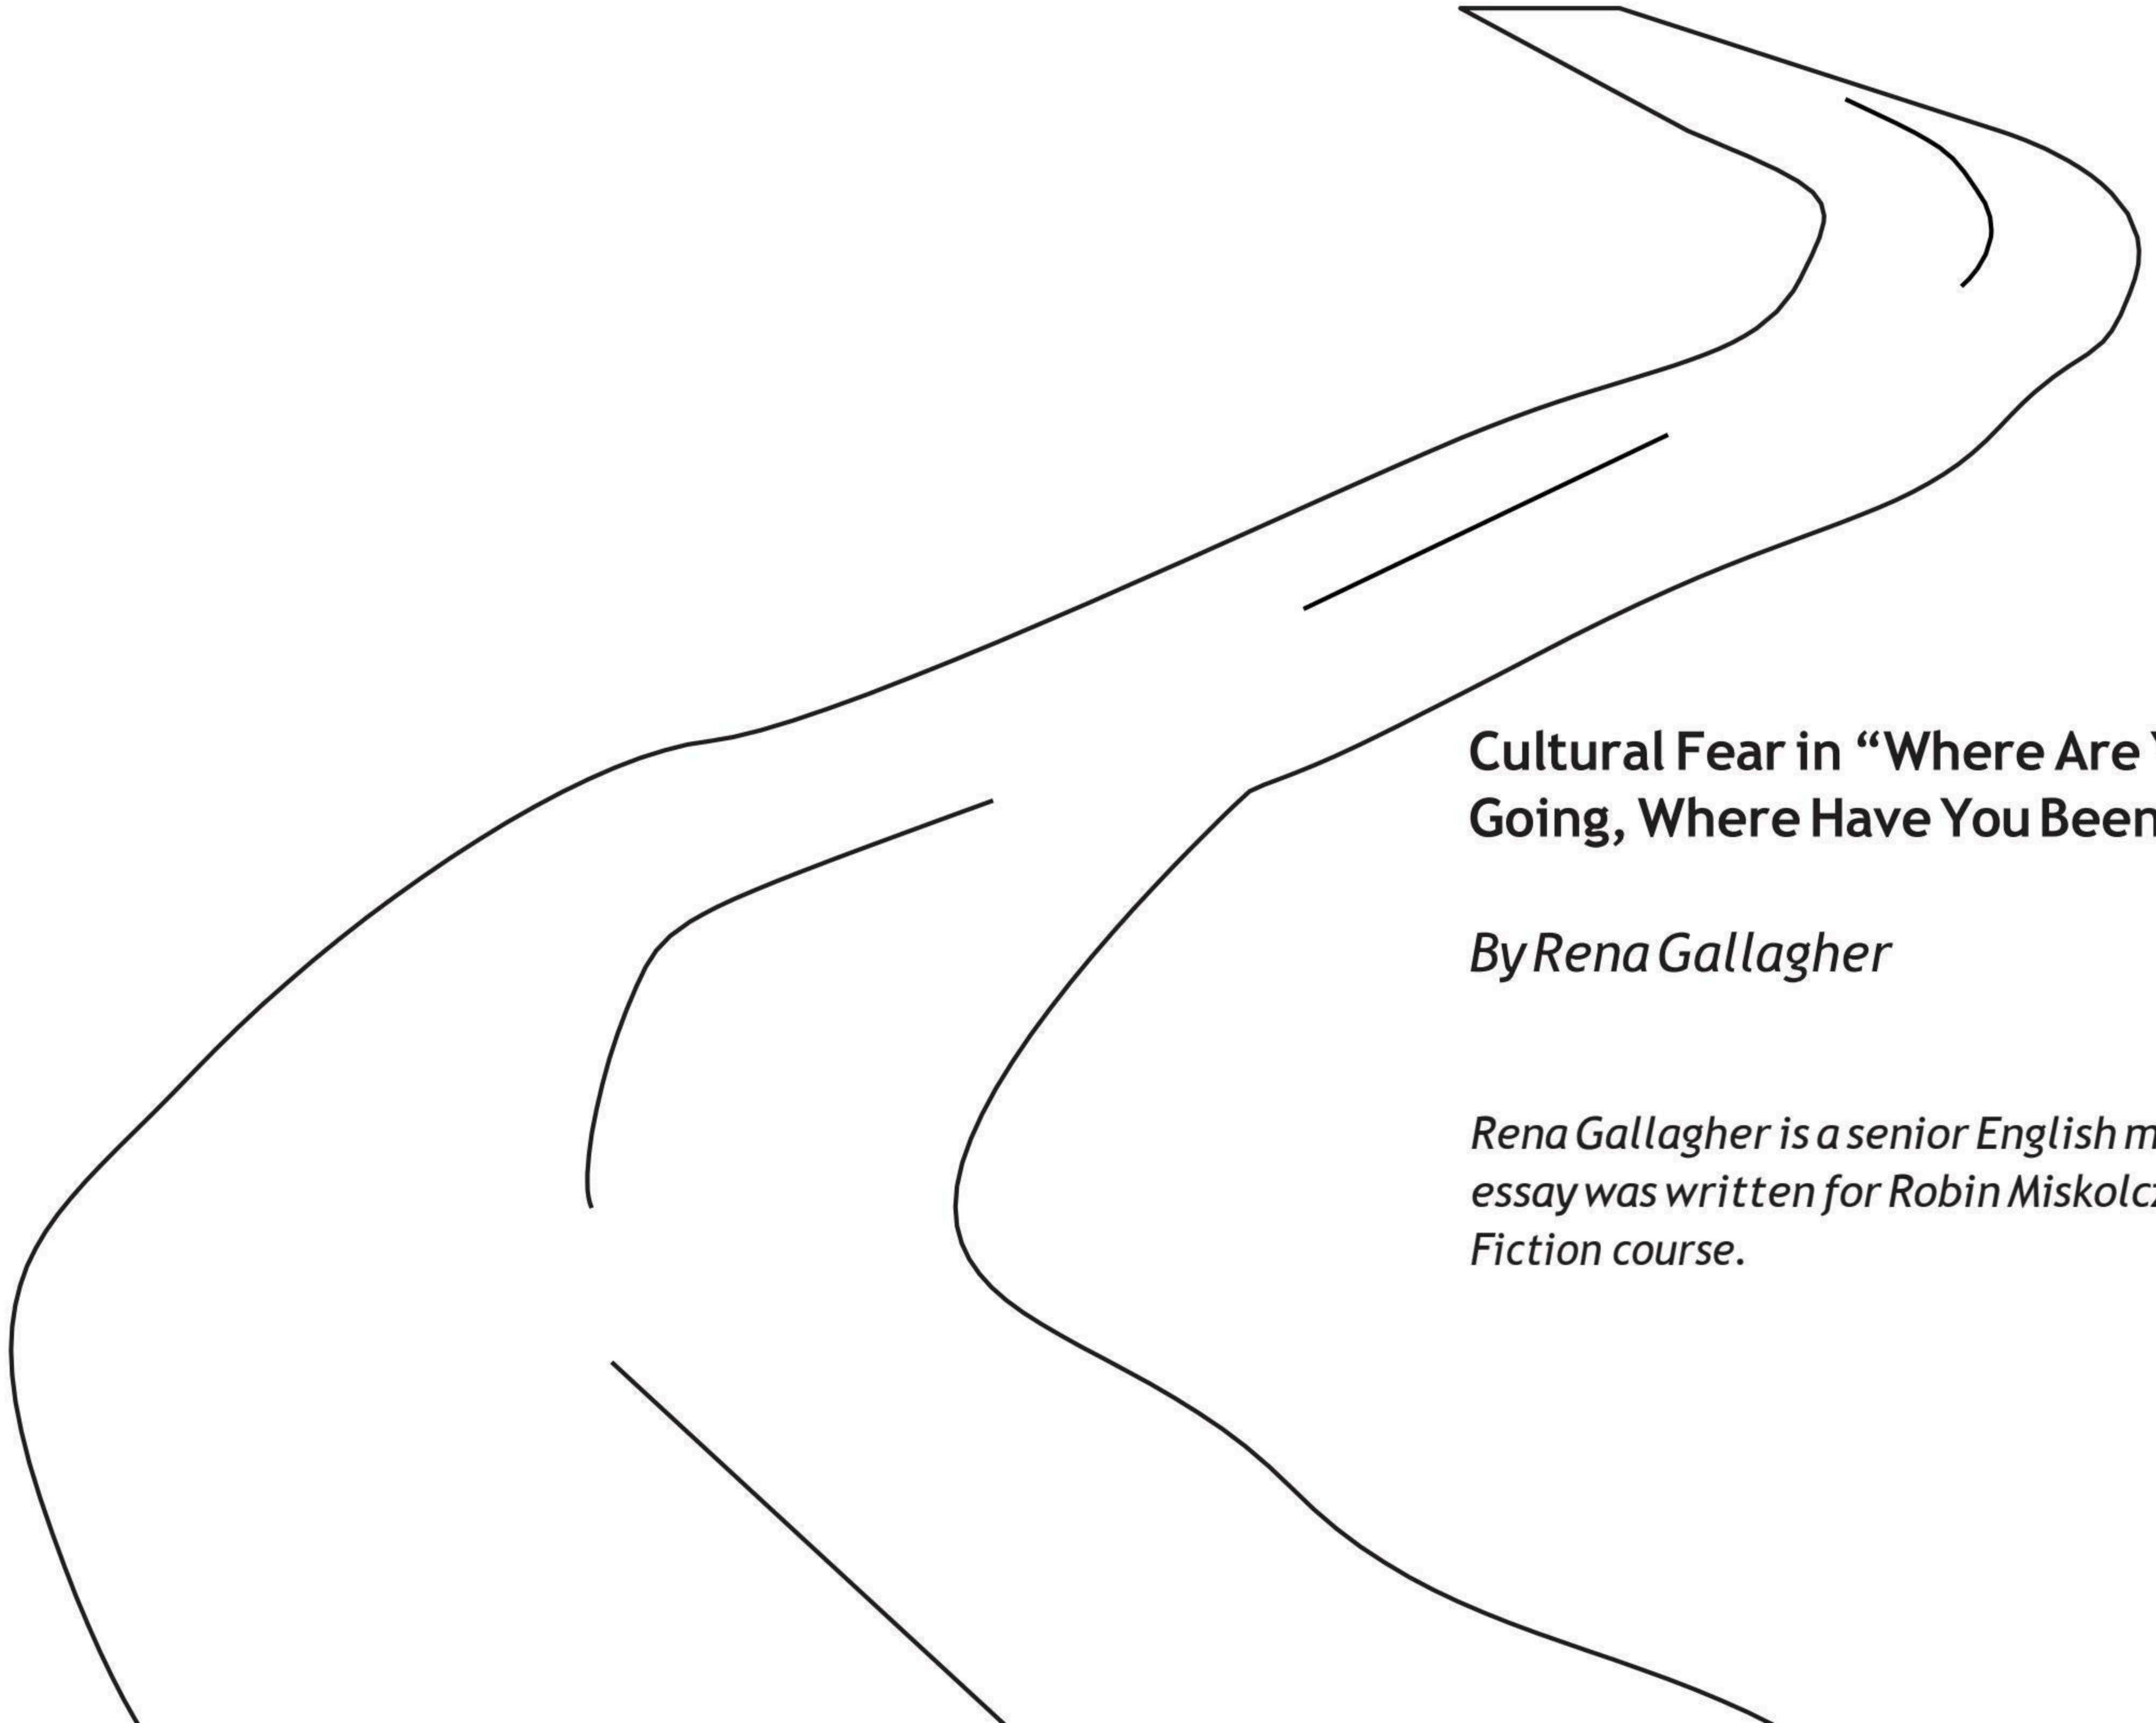 Cultural Fear in “Where Are
Going, Where Have You Been
By Rena Gallagher
Rena Gallagher is a senior English
essay was written for Robin
Fiction course.